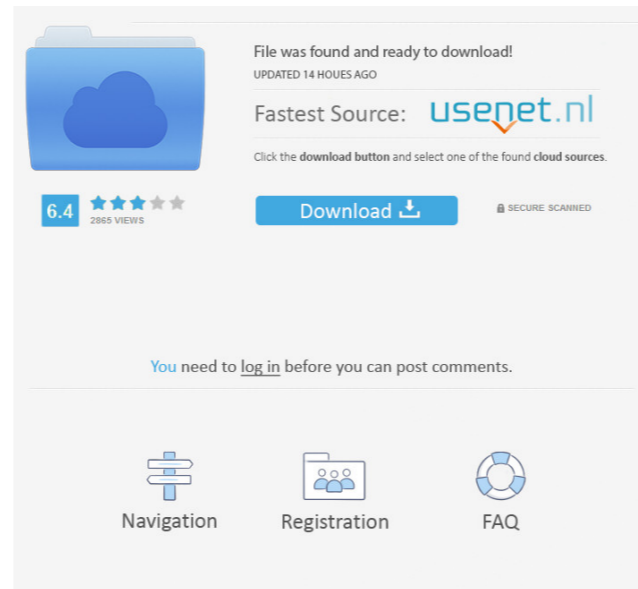 File was found and ready to download!
UPDATED 14 HOUES AGO
Fastest Source: usenet.nl
Click the download button and select one of the found cloud sources.
6.4
2865 VIEWS
Download
SECURE SCANNED
You need to log in before you can post comments.
Navigation
Registration
FAQ